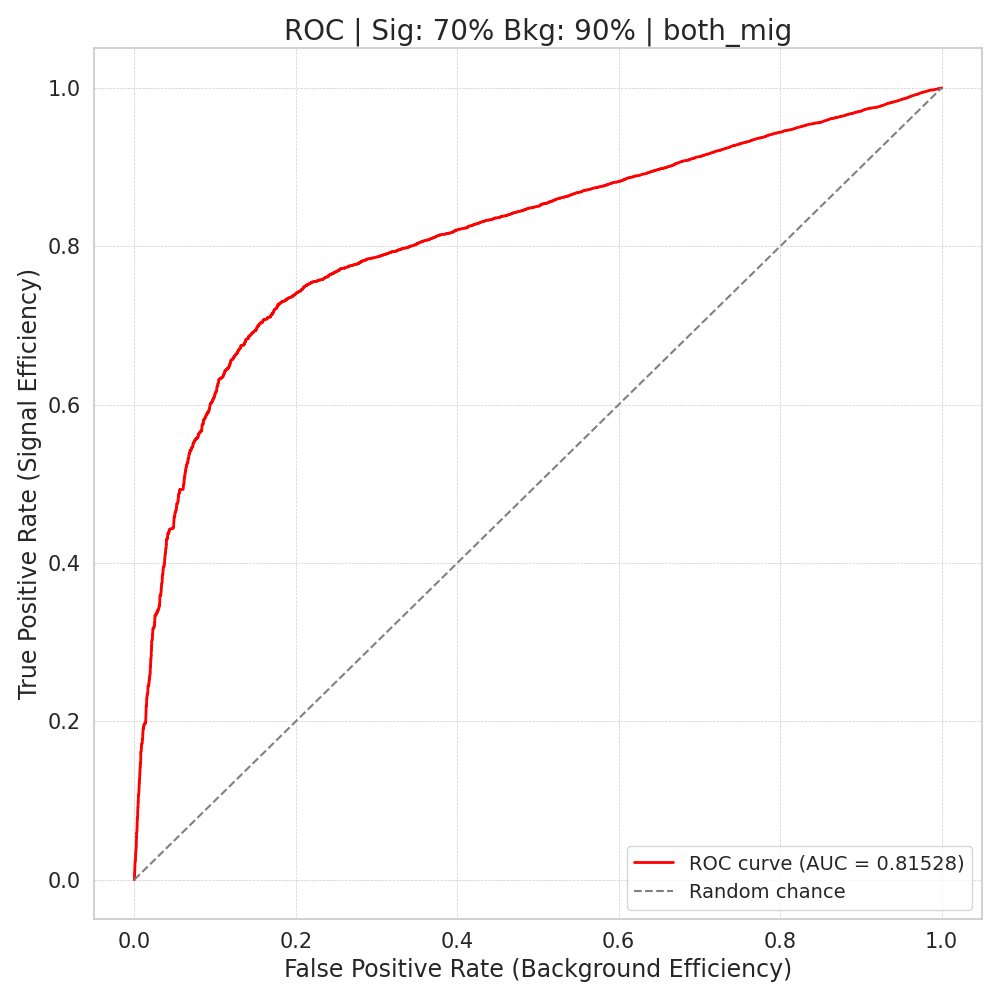 ROC | Sig: 70% Bkg: 90% | both_mig
True Positive Rate (Signal Efficiency)
1.0
0.8
0.6
0.4
0.2
0.0
ROC curve (AUC = 0.81528)
Random chance
0.0 0.2 0.4 0.6 0.8 1.0
False Positive Rate (Background Efficiency)